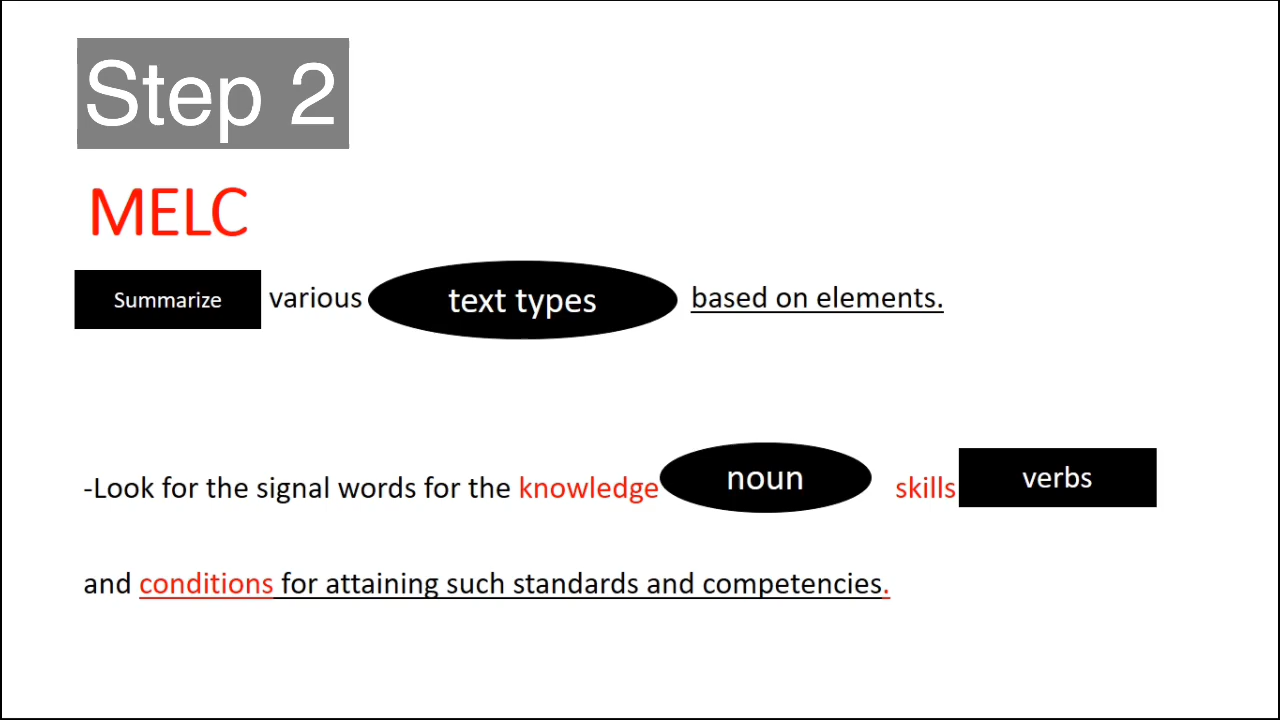 Step 2
MELC
Summarize various text types based on elements.
-Look for the signal words for the knowledge noun skills verbs
and conditions for attaining such standards and competencies.